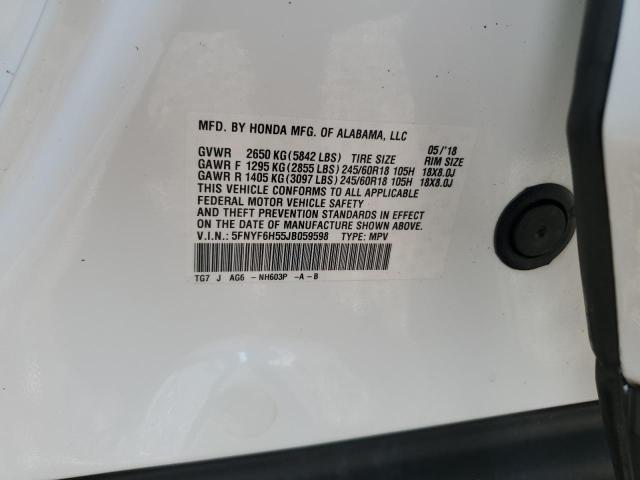 MFD. BY HONDA MFG. OF ALABAMA, LLC 05/'18
GVWR 2650 KG(5842 LBS) TIRE SIZE RIM SIZE
GAWR F 1295 KG(2855 LBS)245/60R18 105H 18X8.0J
GAWR R 1405 KG(3097 LBS)245/60R18 105H 18X8.0J
THIS VEHICLE CONFORMS TO ALL APPLICABLE
FEDERAL MOTOR VEHICLE SAFETY
AND THEFT PREVENTION STANDARDS IN EFFECT
ON THE DATE OF MANUFACTURE SHOWN ABOVE.
V.I.N.: 5FNYF6H55JB059598 TYPE: MPV
TG7 J AG6 -NH603P -A-B